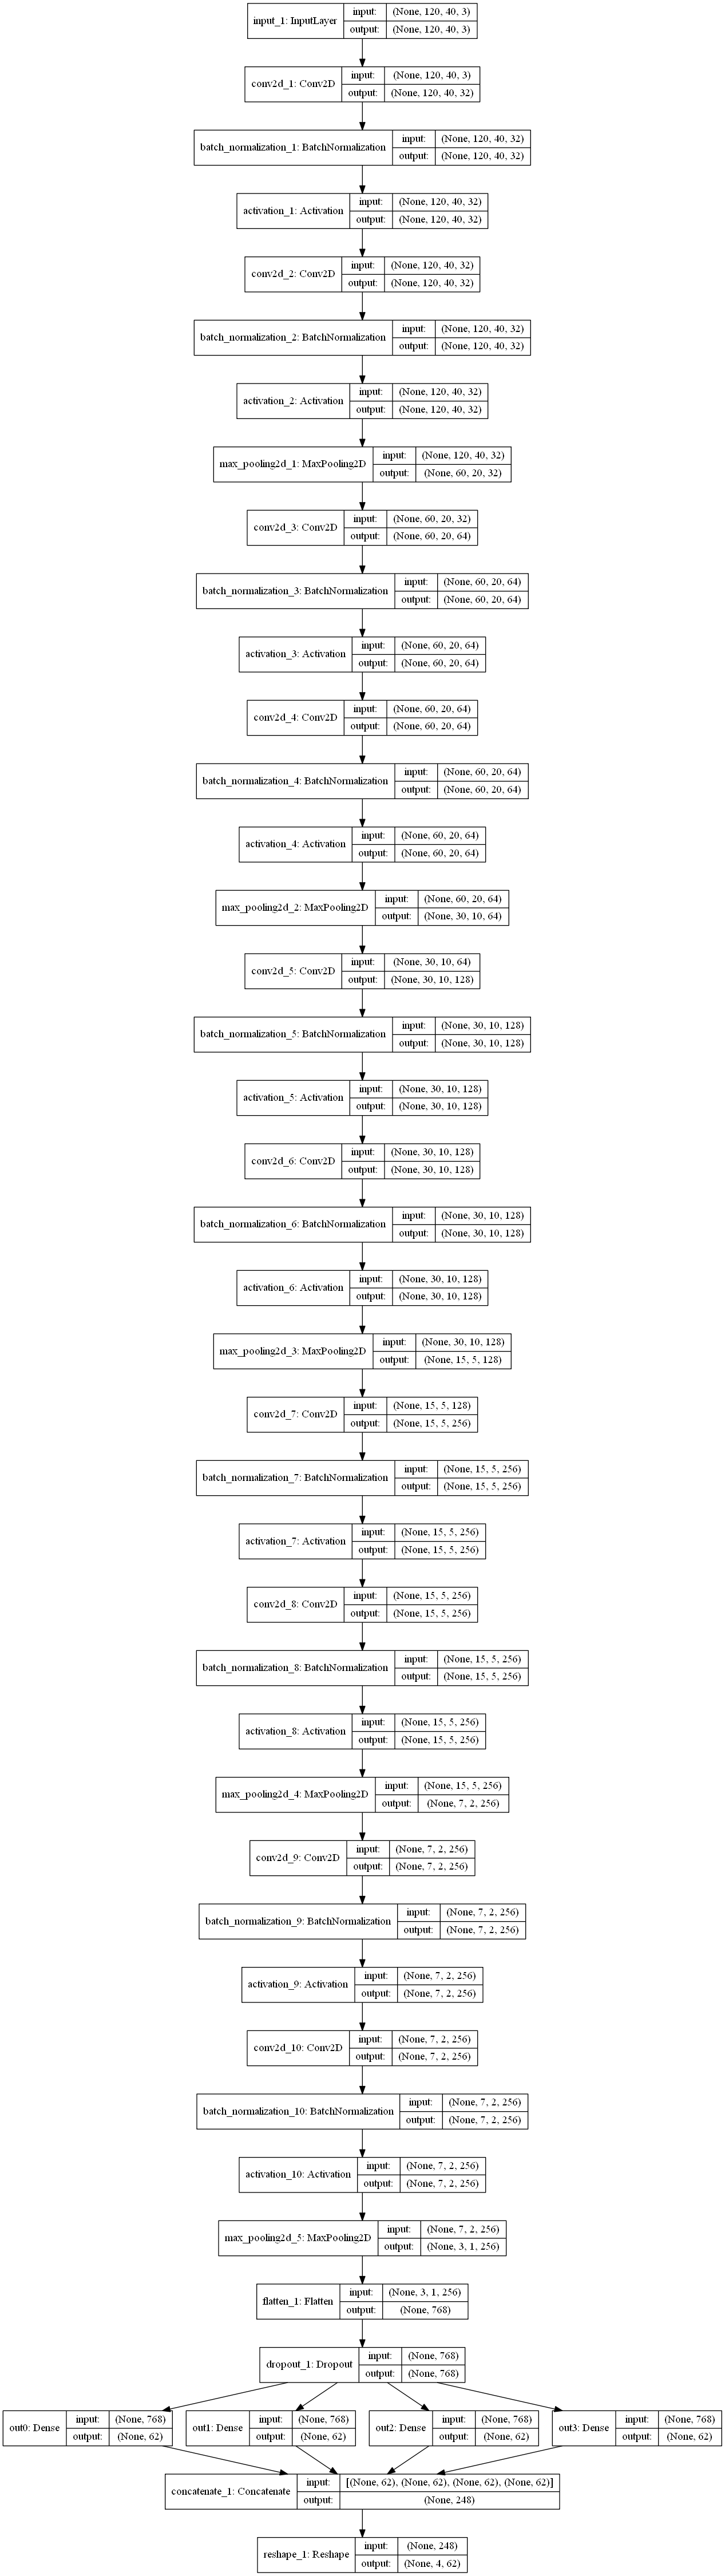 input_1: InputLayer
input: (None, 120, 40, 3)
output: (None, 120, 40, 3)
conv2d_1: Conv2D
input: (None, 120, 40, 3)
output: (None, 120, 40, 32)
batch_normalization_1: BatchNormalization
input: (None, 120, 40, 32)
output: (None, 120, 40, 32)
activation_1: Activation
input: (None, 120, 40, 32)
output: (None, 120, 40, 32)
conv2d_2: Conv2D
input: (None, 120, 40, 32)
output: (None, 120, 40, 32)
batch_normalization_2: BatchNormalization
input: (None, 120, 40, 32)
output: (None, 120, 40, 32)
activation_2: Activation
input: (None, 120, 40, 32)
output: (None, 120, 40, 32)
max_pooling2d_1: MaxPooling2D
input: (None, 120, 40, 32)
output: (None, 60, 20, 32)
conv2d_3: Conv2D
input: (None, 60, 20, 32)
output: (None, 60, 20, 64)
batch_normalization_3: BatchNormalization
input: (None, 60, 20, 64)
output: (None, 60, 20, 64)
activation_3: Activation
input: (None, 60, 20, 64)
output: (None, 60, 20, 64)
conv2d_4: Conv2D
input: (None, 60, 20, 64)
output: (None, 60, 20, 64)
batch_normalization_4: BatchNormalization
input: (None, 60, 20, 64)
output: (None, 60, 20, 64)
activation_4: Activation
input: (None, 60, 20, 64)
output: (None, 60, 20, 64)
max_pooling2d_2: MaxPooling2D
input: (None, 60, 20, 64)
output: (None, 30, 10, 64)
conv2d_5: Conv2D
input: (None, 30, 10, 64)
output: (None, 30, 10, 128)
batch_normalization_5: BatchNormalization
input: (None, 30, 10, 128)
output: (None, 30, 10, 128)
activation_5: Activation
input: (None, 30, 10, 128)
output: (None, 30, 10, 128)
conv2d_6: Conv2D
input: (None, 30, 10, 128)
output: (None, 30, 10, 128)
batch_normalization_6: BatchNormalization
input: (None, 30, 10, 128)
output: (None, 30, 10, 128)
activation_6: Activation
input: (None, 30, 10, 128)
output: (None, 30, 10, 128)
max_pooling2d_3: MaxPooling2D
input: (None, 30, 10, 128)
output: (None, 15, 5, 128)
conv2d_7: Conv2D
input: (None, 15, 5, 128)
output: (None, 15, 5, 256)
batch_normalization_7: BatchNormalization
input: (None, 15, 5, 256)
output: (None, 15, 5, 256)
activation_7: Activation
input: (None, 15, 5, 256)
output: (None, 15, 5, 256)
conv2d_8: Conv2D
input: (None, 15, 5, 256)
output: (None, 15, 5, 256)
batch_normalization_8: BatchNormalization
input: (None, 15, 5, 256)
output: (None, 15, 5, 256)
activation_8: Activation
input: (None, 15, 5, 256)
output: (None, 15, 5, 256)
max_pooling2d_4: MaxPooling2D
input: (None, 15, 5, 256)
output: (None, 7, 2, 256)
conv2d_9: Conv2D
input: (None, 7, 2, 256)
output: (None, 7, 2, 256)
batch_normalization_9: BatchNormalization
input: (None, 7, 2, 256)
output: (None, 7, 2, 256)
activation_9: Activation
input: (None, 7, 2, 256)
output: (None, 7, 2, 256)
conv2d_10: Conv2D
input: (None, 7, 2, 256)
output: (None, 7, 2, 256)
batch_normalization_10: BatchNormalization
input: (None, 7, 2, 256)
output: (None, 7, 2, 256)
activation_10: Activation
input: (None, 7, 2, 256)
output: (None, 7, 2, 256)
max_pooling2d_5: MaxPooling2D
input: (None, 7, 2, 256)
output: (None, 3, 1, 256)
flatten_1: Flatten
input: (None, 3, 1, 256)
output: (None, 768)
dropout_1: Dropout
input: (None, 768)
output: (None, 768)
out0: Dense
input: (None, 768)
output: (None, 62)
out1: Dense
input: (None, 768)
output: (None, 62)
out2: Dense
input: (None, 768)
output: (None, 62)
out3: Dense
input: (None, 768)
output: (None, 62)
concatenate_1: Concatenate
input: [(None, 62), (None, 62), (None, 62), (None, 62)]
output: (None, 248)
reshape_1: Reshape
input: (None, 248)
output: (None, 4, 62)